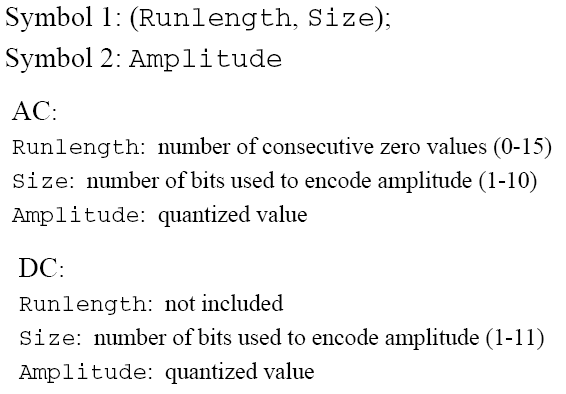 Symbol 1: (Runlength, Size);
Symbol 2: Amplitude
AC:
Runlength: number of consecutive zero values (0-15)
Size: number of bits used to encode amplitude (1-10)
Amplitude: quantized value
DC:
Runlength: not included
Size: number of bits used to encode amplitude (1-11)
Amplitude: quantized value